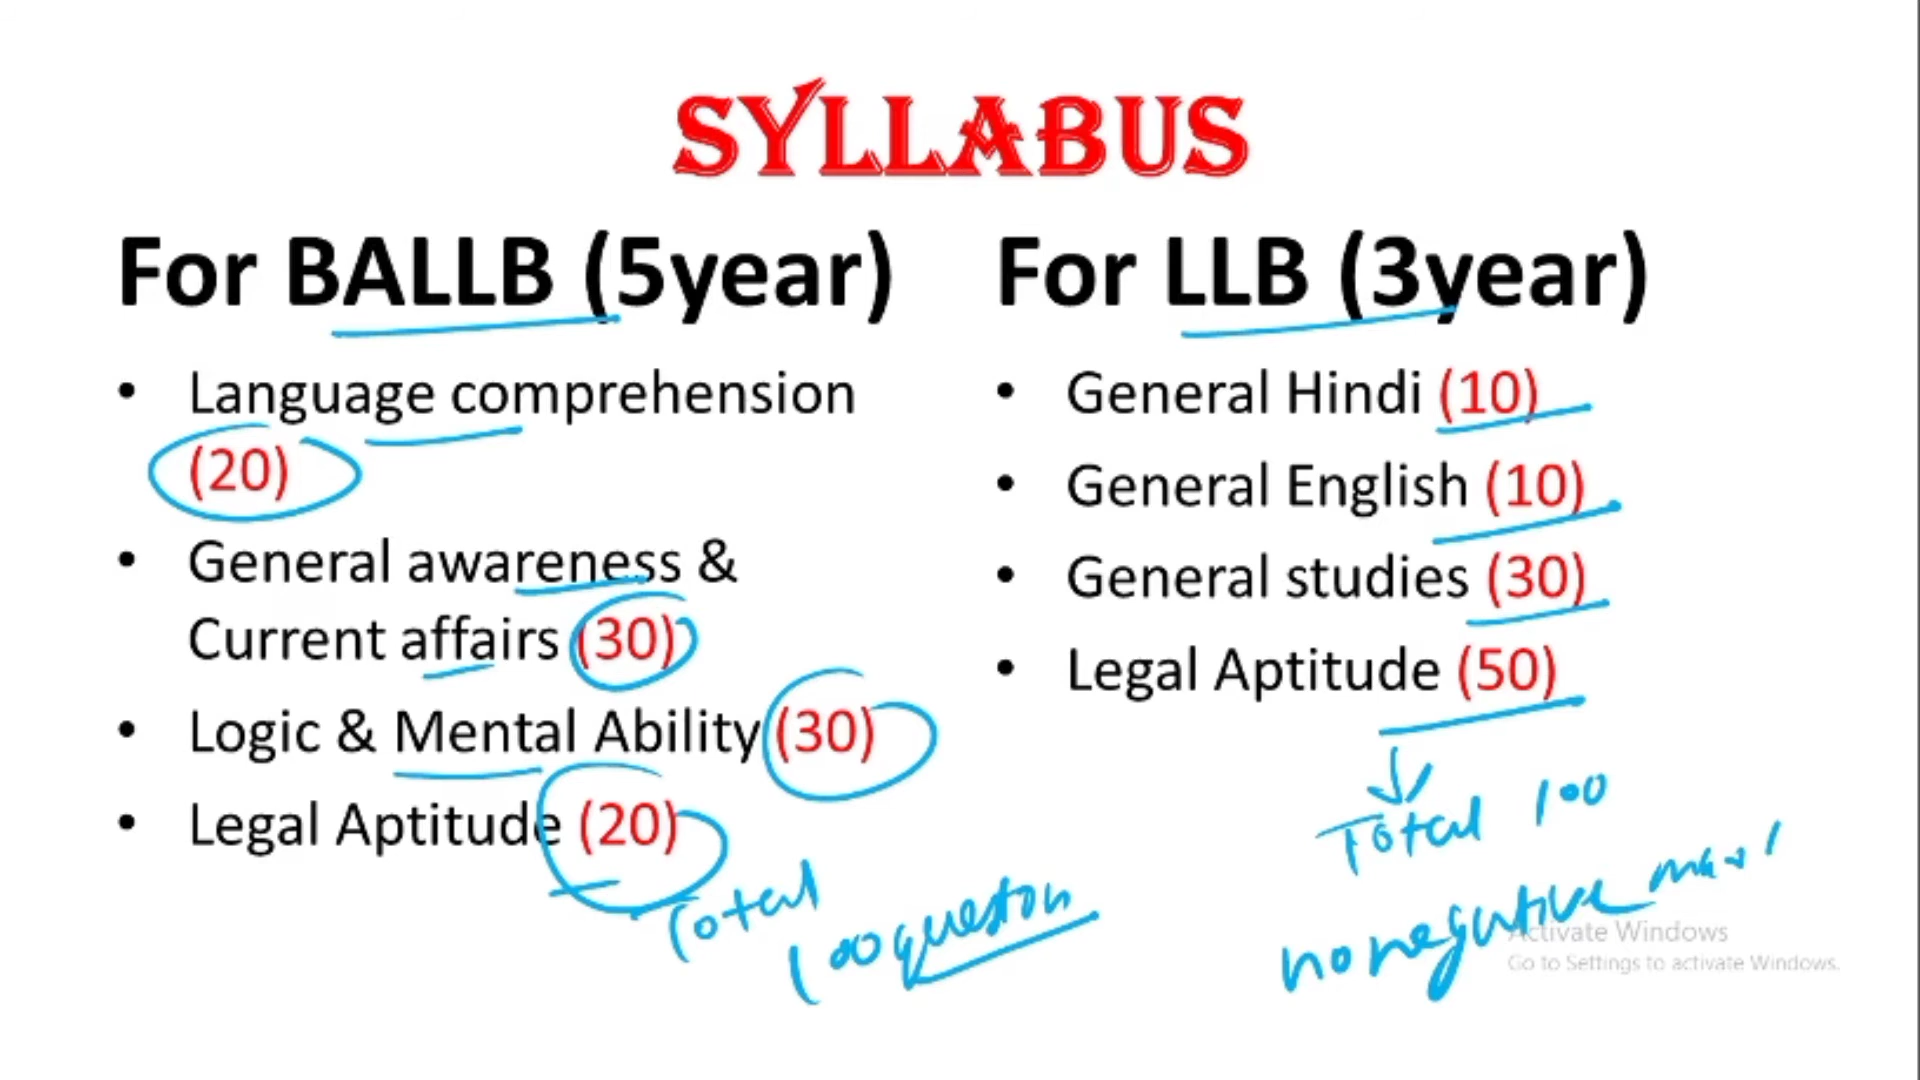 SYLLABUS
For BALLB (5year)
• Language comprehension
(20)
• General awareness &
Current affairs (30)
• Logic & Mental Ability (30)
• Legal Aptitude (20)
Total
100 question
For LLB (3year)
• General Hindi (10)
• General English (10)
• General studies (30)
• Legal Aptitude (50)
Total 100
no negative
Activate Windows
Go to Settings to activate Windows.